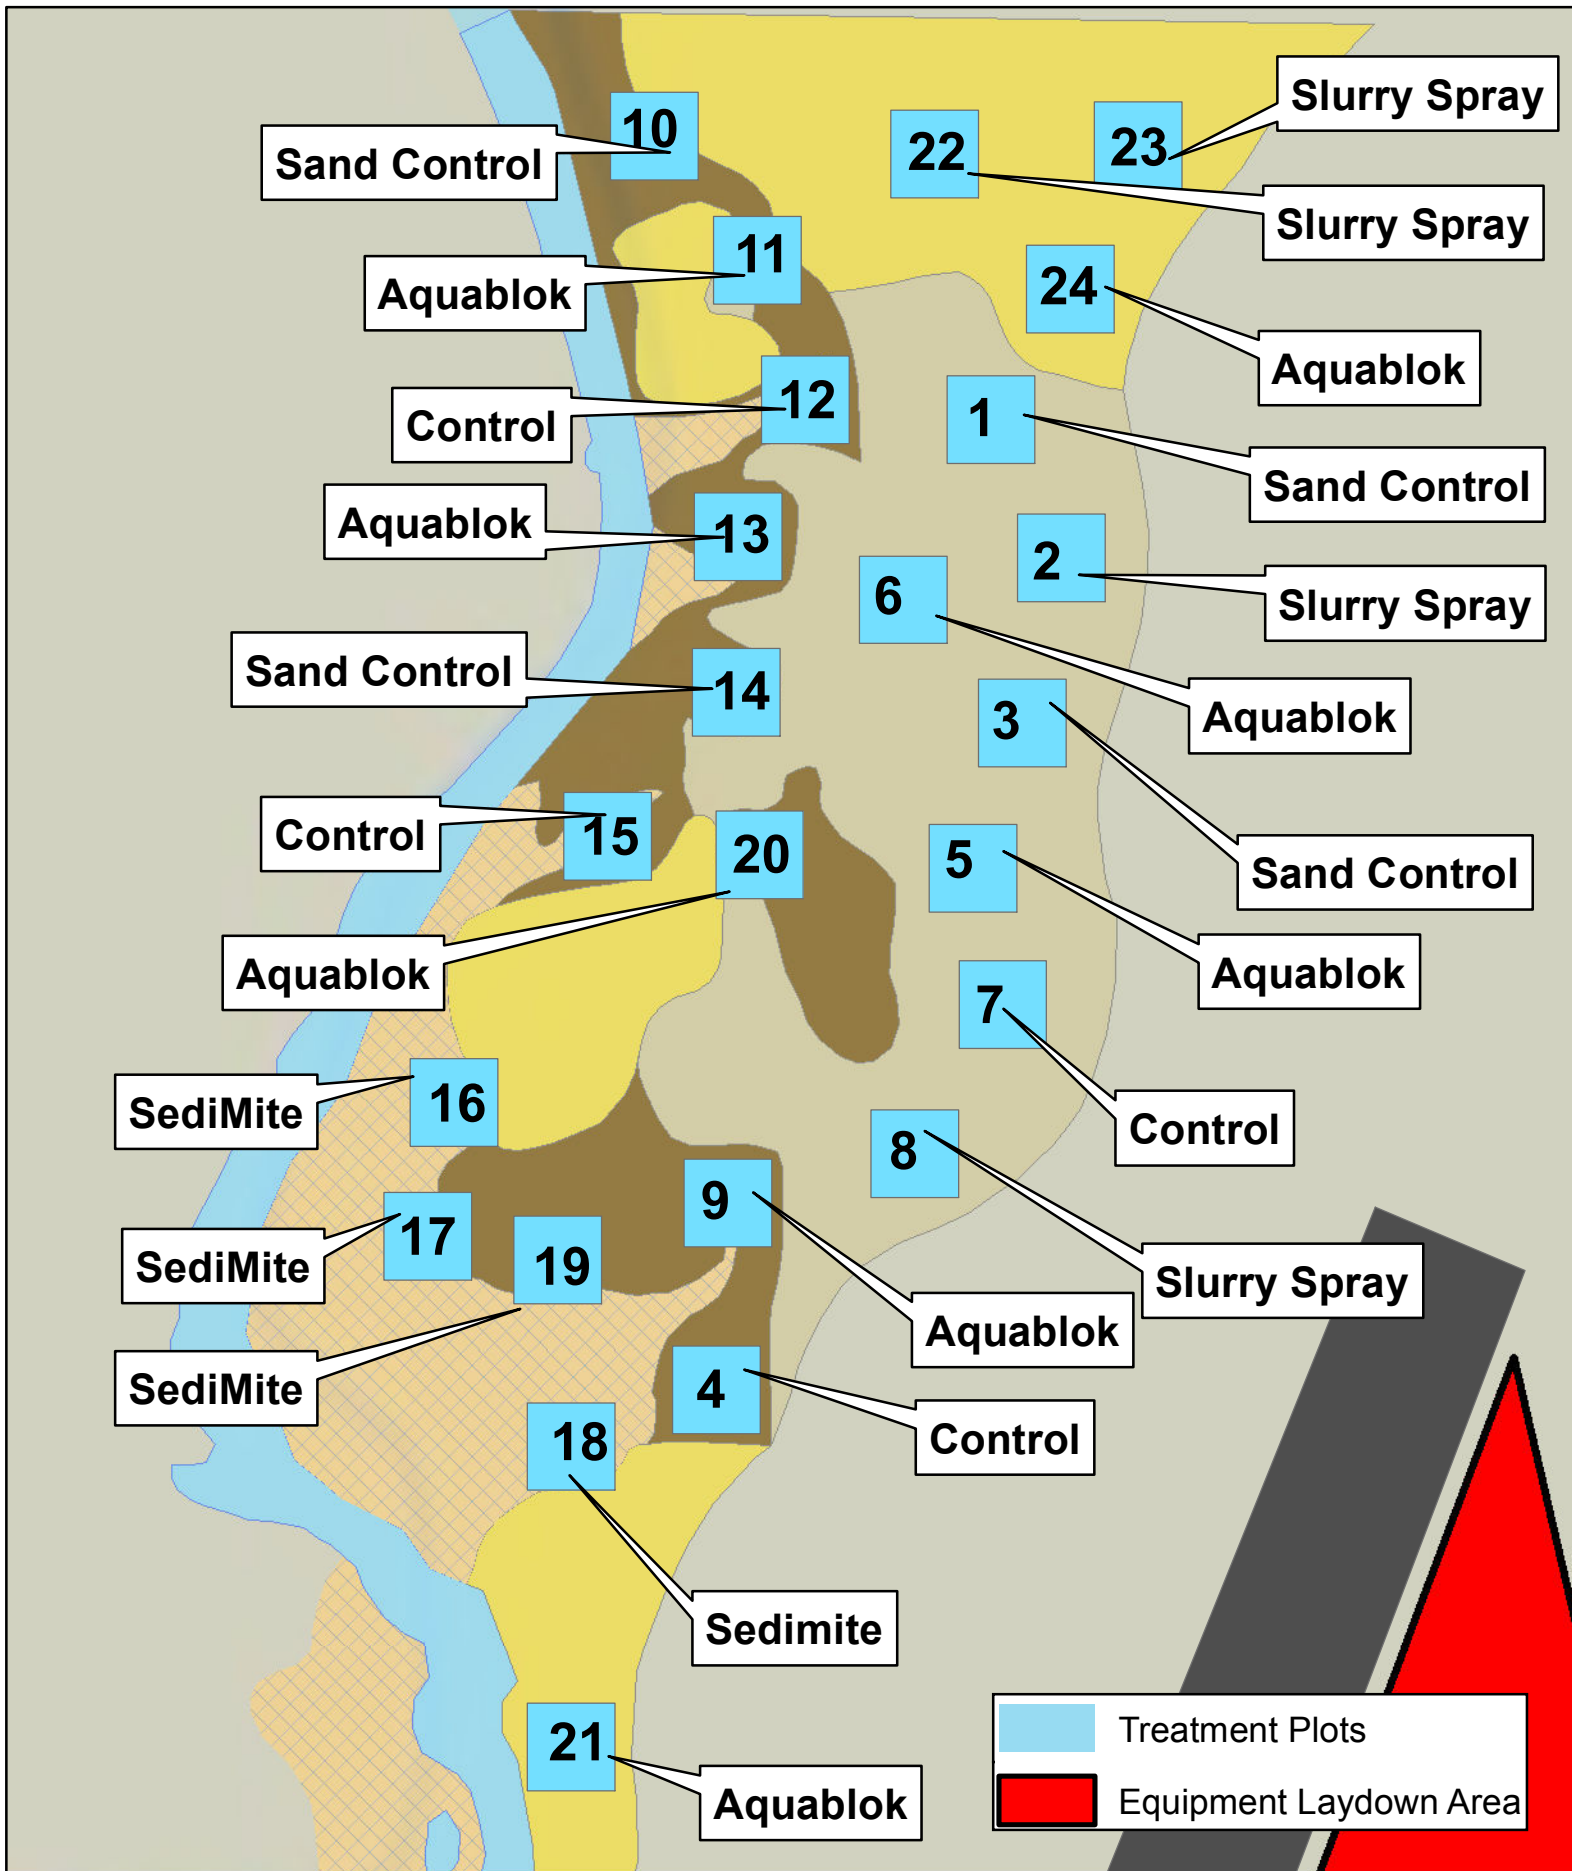 Slurry Spray
10
22
23
Sand Control
Slurry Spray
11
Aquablok
24
Aquablok
12
1
Control
Sand Control
Aquablok
13
2
6
Slurry Spray
Sand Control
14
3
Aquablok
Control
15
20
5
Sand Control
Aquablok
Aquablok
7
SediMite
16
Control
8
9
17
SediMite
19
Slurry Spray
Aquablok
SediMite
4
Control
18
Sedimite
21
Aquablok
Treatment Plots
Equipment Laydown Area